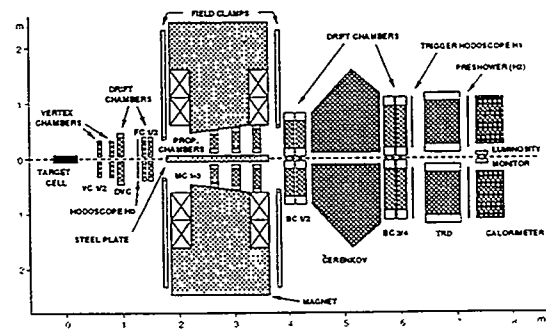 m
FIELD CLAMPS
2
DRIFT CHAMBERS
TRIGGER HODOSCOPE H1
PRESHOWER (H2)
1
DRIFT
CHAMBERS
VERTEX
CHAMBERS
FC 1/2
PROP.
CHAMBERS
LUMINOSITY
MONITOR
0
TARGET
CELL
VC 1/2
DVC
MC 1-3
HODOSCOPE H0
STEEL PLATE
1
BC 1/2
BC 3/4
TRD
CALORIMETER
ČERENKOV
2
MAGNET
0 1 2 3 4 5 6 7 8 m